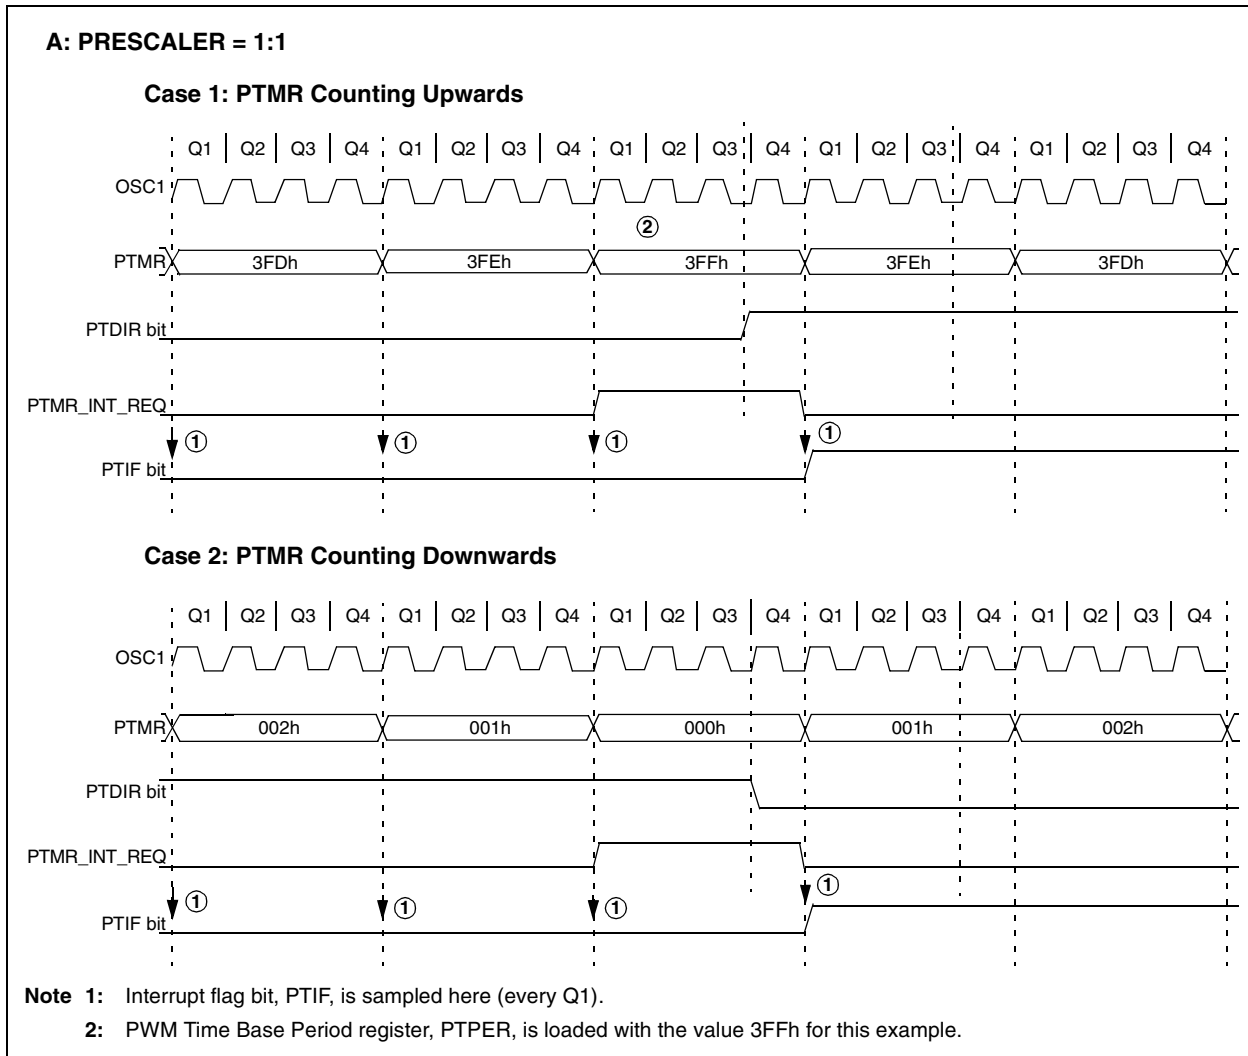 A: PRESCALER = 1:1
Case 1: PTMR Counting Upwards
Q1 Q2 Q3 Q4 Q1 Q2 Q3 Q4 Q1 Q2 Q3 Q4 Q1 Q2 Q3 Q4 Q1 Q2 Q3 Q4
OSC1
2
PTMR 3FDh 3FEh 3FFh 3FEh 3FDh
PTDIR bit
PTMR_INT_REQ
1 1 1 1
PTIF bit
Case 2: PTMR Counting Downwards
Q1 Q2 Q3 Q4 Q1 Q2 Q3 Q4 Q1 Q2 Q3 Q4 Q1 Q2 Q3 Q4 Q1 Q2 Q3 Q4
OSC1
PTMR 002h 001h 000h 001h 002h
PTDIR bit
PTMR_INT_REQ
1 1 1 1
PTIF bit
Note 1: Interrupt flag bit, PTIF, is sampled here (every Q1).
2: PWM Time Base Period register, PTPER, is loaded with the value 3FFh for this example.